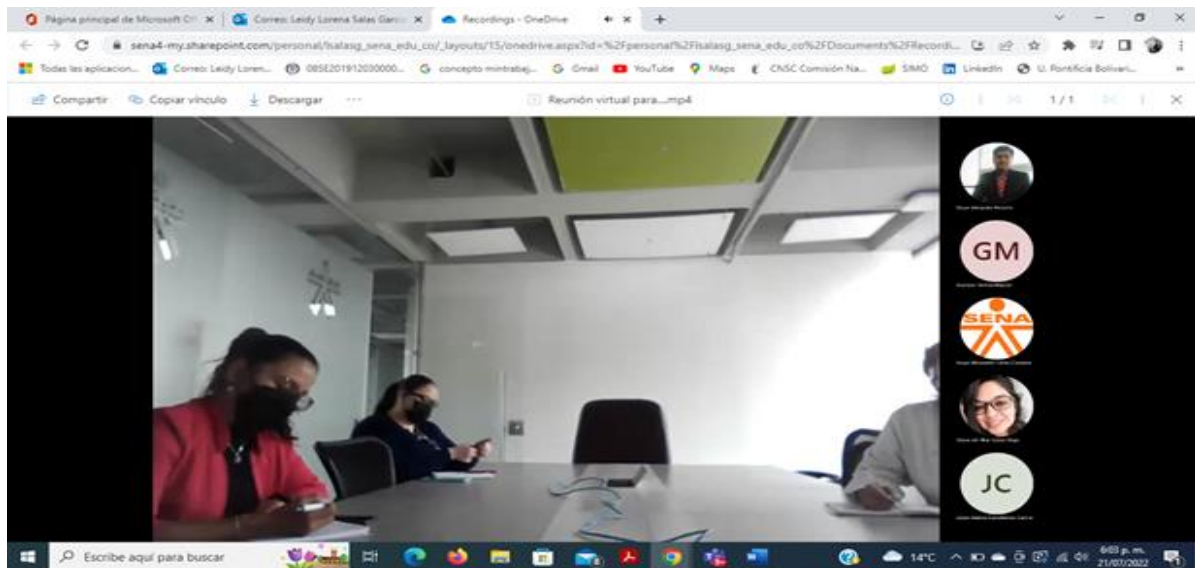 Página principal de Microsoft Of
Correo: Leidy Lorena Salas Garc
Recordings - OneDrive
sena4-my.sharepoint.com/personal/lsalasg_sena_edu_co/_layouts/15/onedrive.aspx?id=%2Fpersonal%2Flsalasg_sena_edu_co%2FDocuments%2FRecordi...
Todas las aplicacion...
Correo: Leidy Loren...
085E201912030000...
concepto mintrabaj...
Gmail
YouTube
Maps
CNSC Comisión Na...
SIMO
LinkedIn
U. Pontificia Bolivari...
Compartir
Copiar vínculo
Descargar
Reunión virtual para....mp4
1 / 1
GM
SENA
JC
Escribe aquí para buscar
14°C
6:03 p. m.
21/07/2022